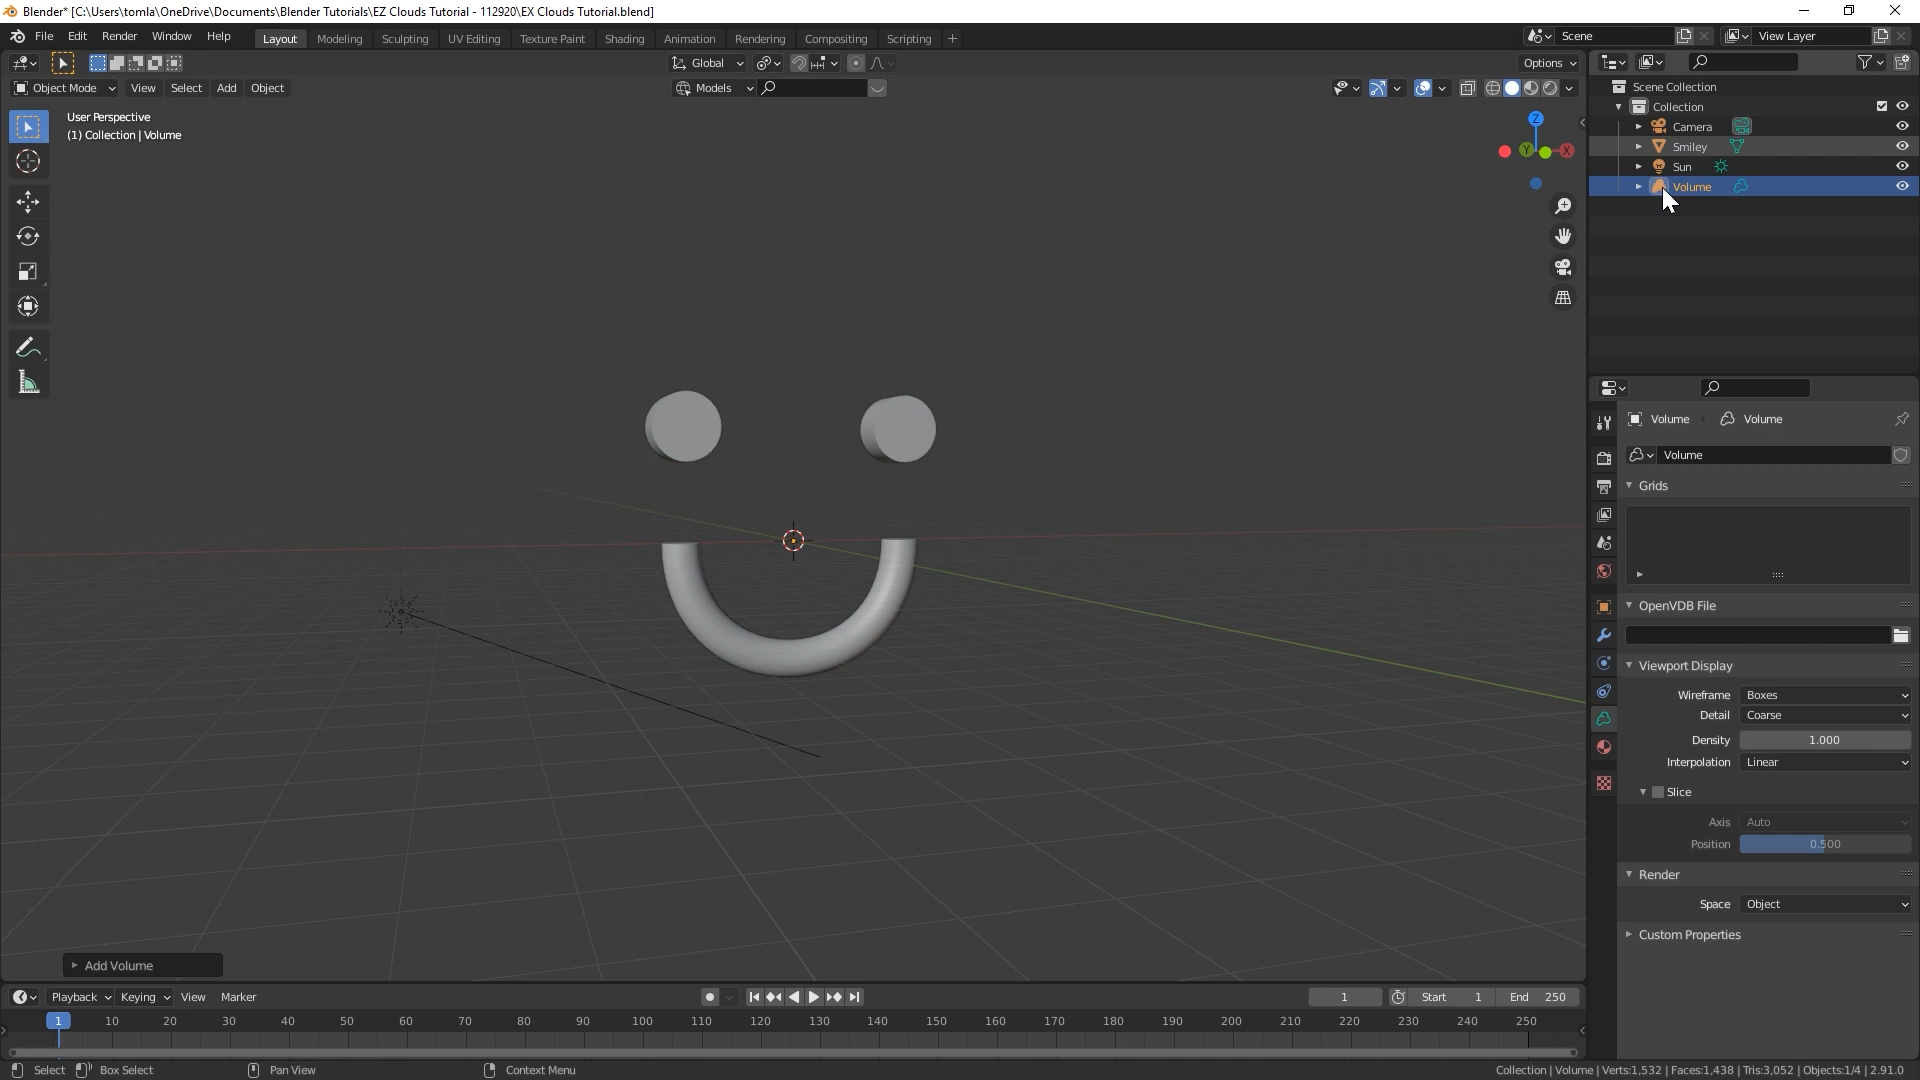 Blender* [C:\Users\tomla\OneDrive\Documents\Blender Tutorials\EZ Clouds Tutorial - 112920\EX Clouds Tutorial.blend]
File Edit Render Window Help Layout Modeling Sculpting UV Editing Texture Paint Shading Animation Rendering Compositing Scripting + Scene View Layer
Global Options
Object Mode View Select Add Object Models
User Perspective
(1) Collection | Volume
Z
Y
X
Scene Collection
Collection
Camera
Smiley
Sun
Volume
Volume Volume
Volume
Grids
OpenVDB File
Viewport Display
Wireframe Boxes
Detail Coarse
Density 1.000
Interpolation Linear
Slice
Axis Auto
Position 0.500
Render
Space Object
Custom Properties
Add Volume
Playback Keying View Marker 1 Start 1 End 250
1 10 20 30 40 50 60 70 80 90 100 110 120 130 140 150 160 170 180 190 200 210 220 230 240 250
Select Box Select Pan View Context Menu Collection | Volume | Verts:1,532 | Faces:1,438 | Tris:3,052 | Objects:1/4 | 2.91.0